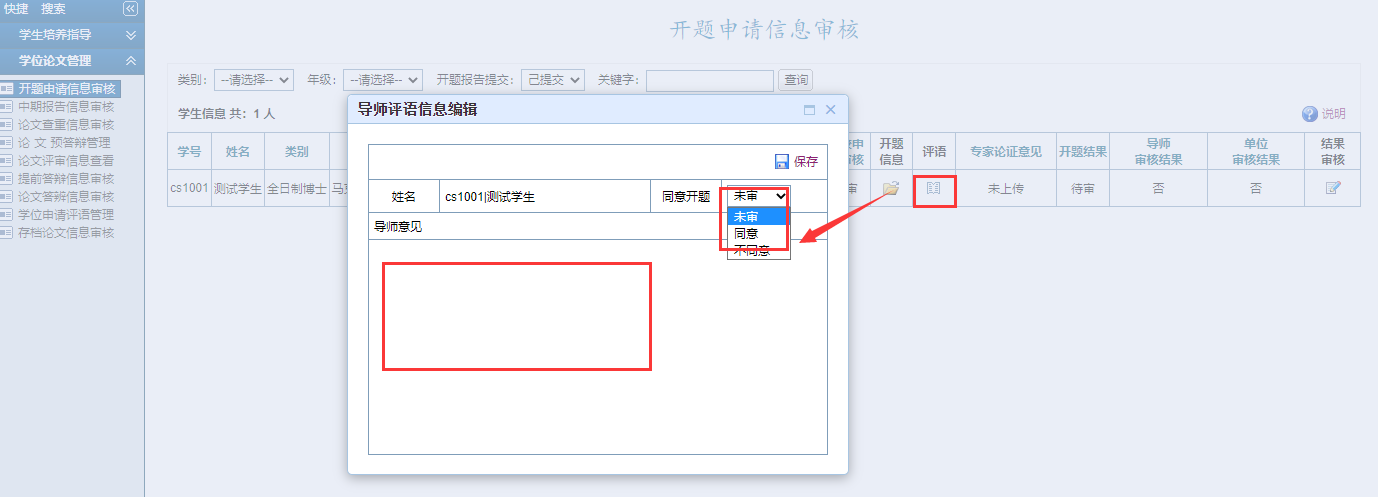 快捷 搜索
学生培养指导
学位论文管理
开题申请信息审核
中期报告信息审核
论文查重信息审核
论 文 预答辩管理
论文评审信息查看
提前答辩信息审核
论文答辩信息审核
学位申请评语管理
存档论文信息审核
开题申请信息审核
类别: --请选择-- 年级: --请选择-- 开题报告提交: 已提交 关键字: 查询
学生信息 共: 1 人
说明
学号 姓名 类别 开题信息 评语 专家论证意见 开题结果 导师审核结果 单位审核结果 结果审核
cs1001 测试学生 全日制博士 未上传 待审 否 否
导师评语信息编辑
保存
姓名 cs1001|测试学生 同意开题 未审
未审
同意
不同意
导师意见